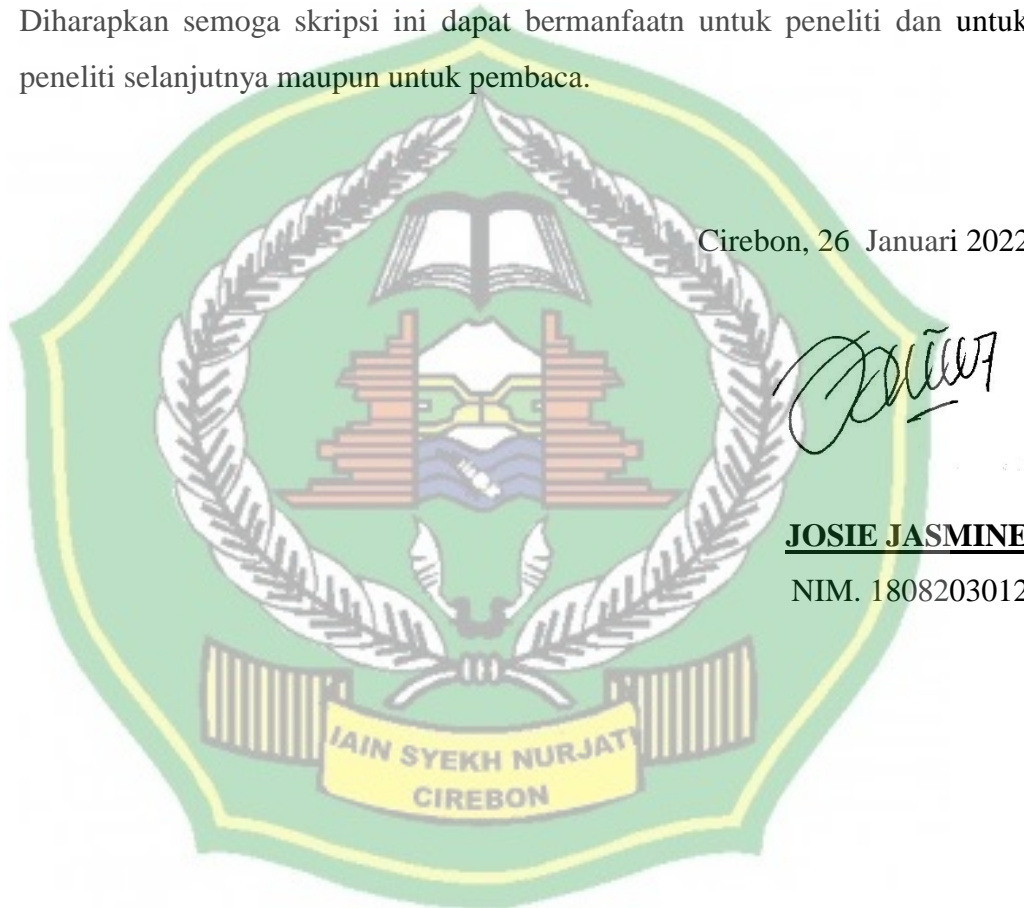 Diharapkan semoga skripsi ini dapat bermanfaatn untuk peneliti dan untuk
peneliti selanjutnya maupun untuk pembaca.
Cirebon, 26 Januari 2022
JOSIE JASMINE
NIM. 1808203012
IAIN SYEKH NURJATI
CIREBON